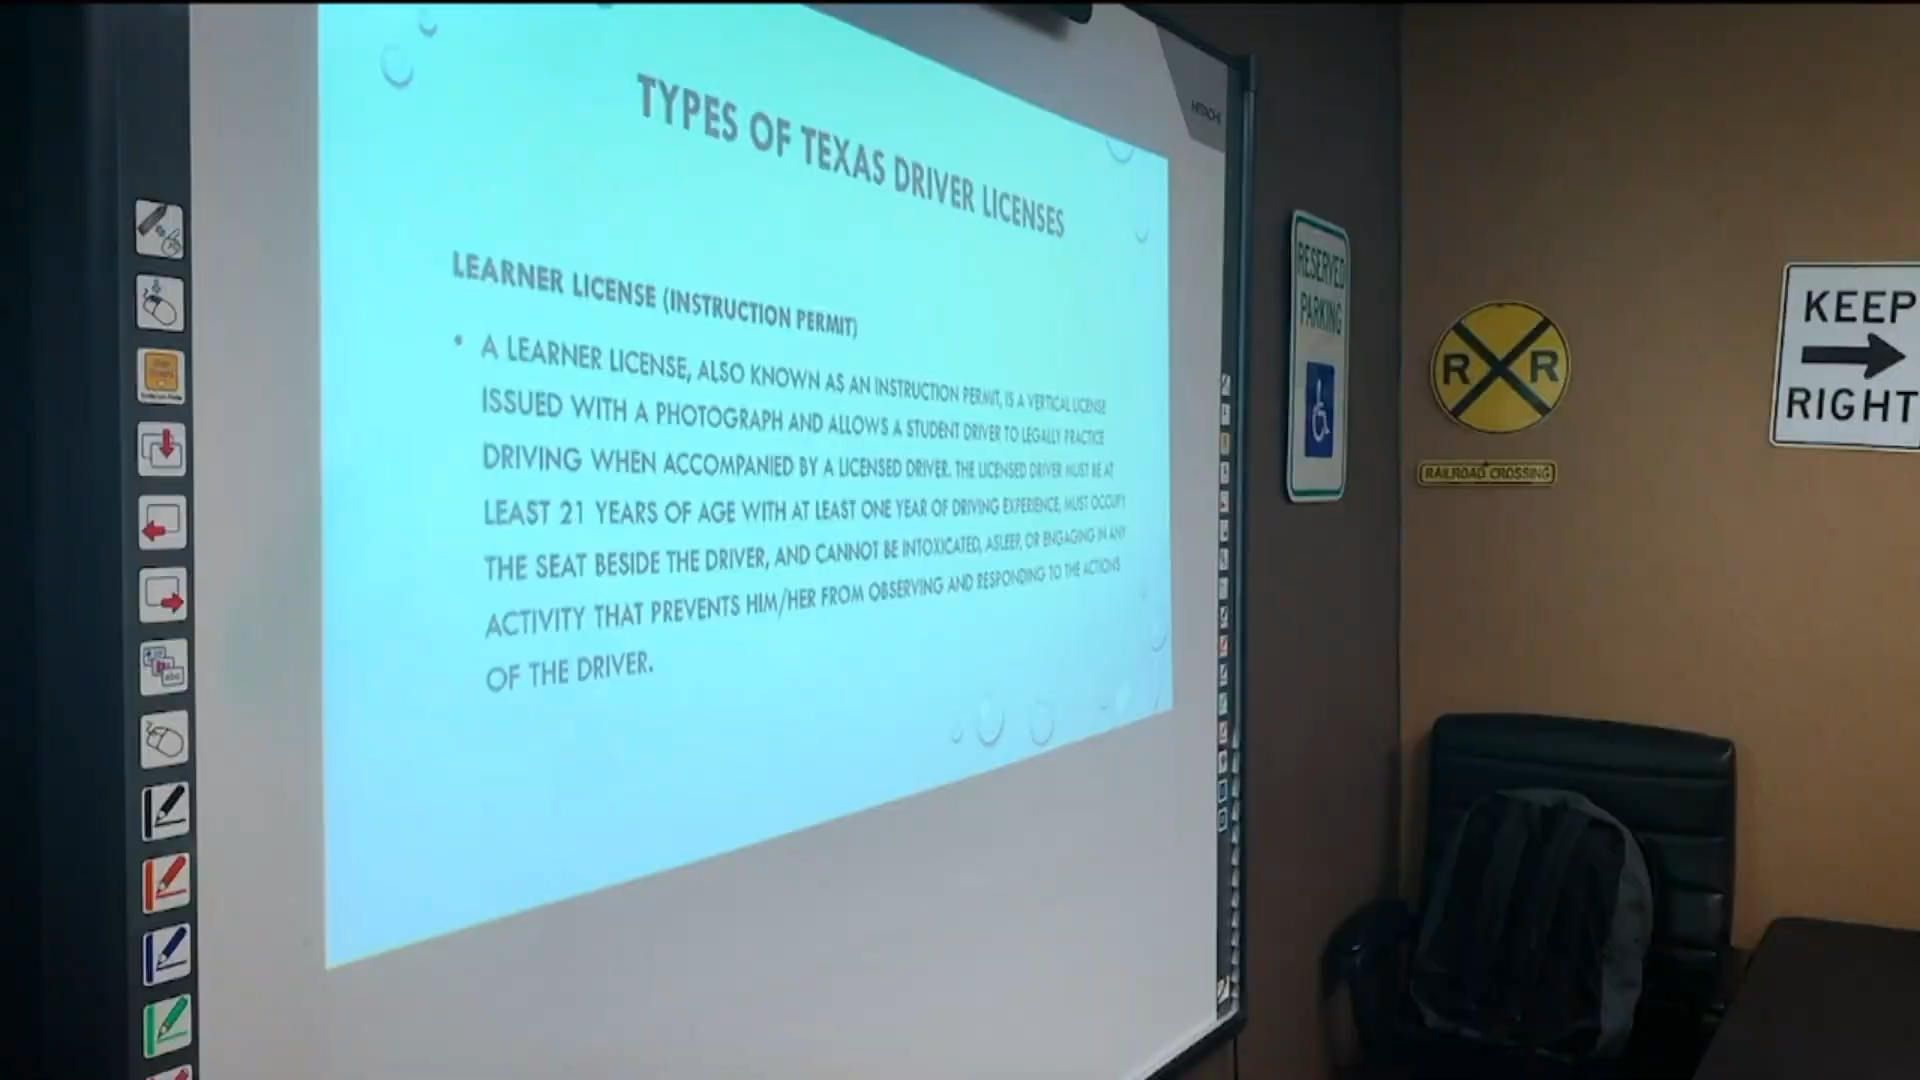 TYPES OF TEXAS DRIVER LICENSES
LEARNER LICENSE (INSTRUCTION PERMIT)
• A LEARNER LICENSE, ALSO KNOWN AS AN INSTRUCTION PERMIT, IS A VERTICAL LICENSE
ISSUED WITH A PHOTOGRAPH AND ALLOWS A STUDENT DRIVER TO LEGALLY PRACTICE
DRIVING WHEN ACCOMPANIED BY A LICENSED DRIVER. THE LICENSED DRIVER MUST BE AT
LEAST 21 YEARS OF AGE WITH AT LEAST ONE YEAR OF DRIVING EXPERIENCE, MUST OCCUPY
THE SEAT BESIDE THE DRIVER, AND CANNOT BE INTOXICATED, ASLEEP, OR ENGAGING IN ANY
ACTIVITY THAT PREVENTS HIM/HER FROM OBSERVING AND RESPONDING TO THE ACTIONS
OF THE DRIVER.
HITACHI
RESERVED
PARKING
R R
RAILROAD CROSSING
KEEP
RIGHT
abc